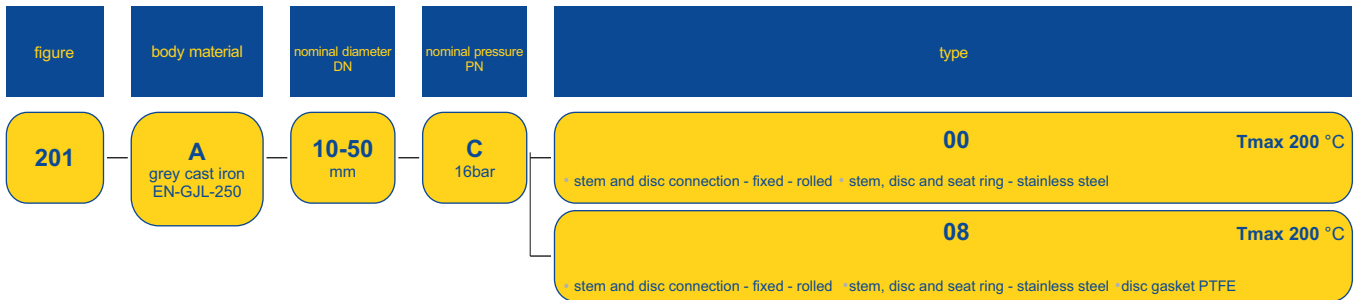 figure
body material
nominal diameter
DN
nominal pressure
PN
type
201
A
grey cast iron
EN-GJL-250
10-50
mm
C
16bar
00
Tmax 200 °C
• stem and disc connection - fixed - rolled • stem, disc and seat ring - stainless steel
08
Tmax 200 °C
• stem and disc connection - fixed - rolled • stem, disc and seat ring - stainless steel • disc gasket PTFE